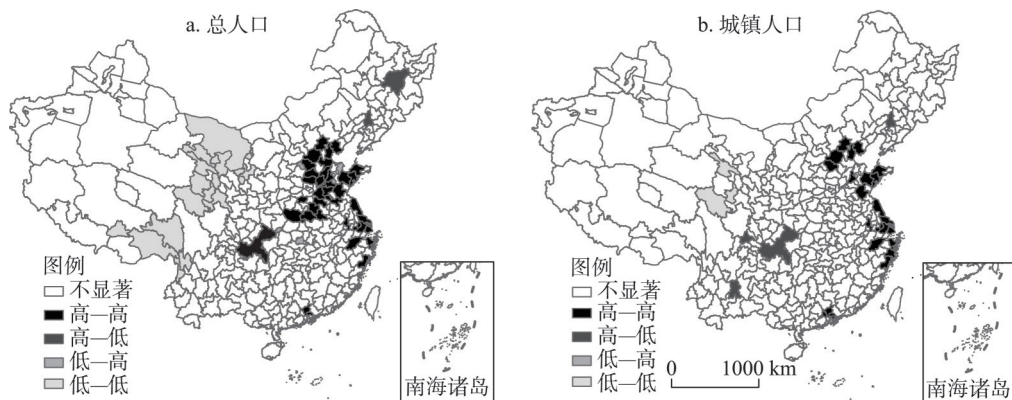 a. 总人口
图例
不显著
高—高
高—低
低—高
低—低
南海诸岛
b. 城镇人口
图例
不显著
高—高
高—低
低—高
低—低
0 1000 km
南海诸岛